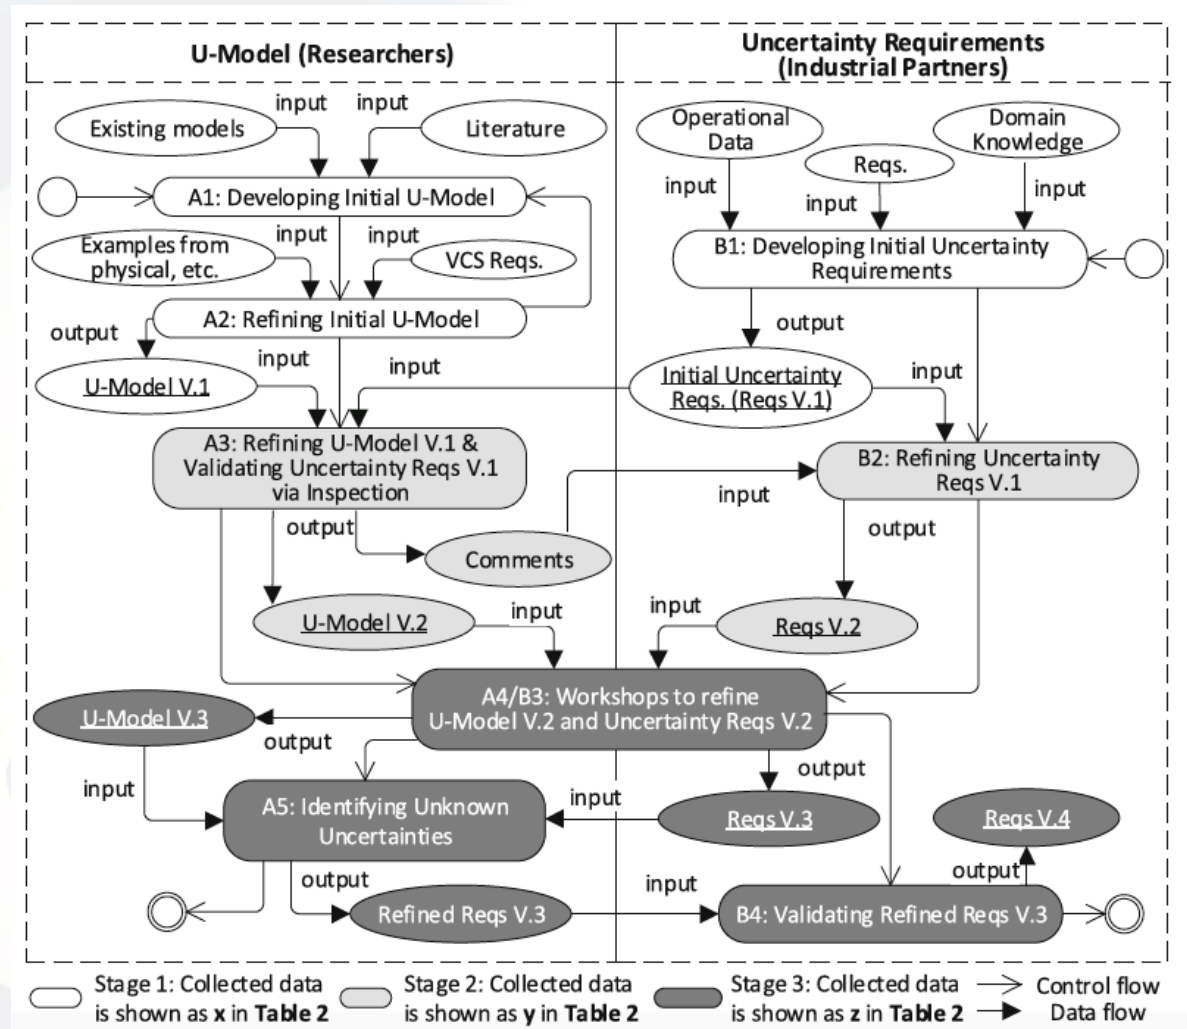 U-Model (Researchers)
Uncertainty Requirements
(Industrial Partners)
input
input
Existing models
Literature
Operational
Data
Domain
Knowledge
Reqs.
input
input
input
A1: Developing Initial U-Model
Examples from
physical, etc.
input
input
VCS Reqs.
B1: Developing Initial Uncertainty
Requirements
A2: Refining Initial U-Model
output
output
U-Model V.1
input
input
Initial Uncertainty
Reqs. (Reqs V.1)
input
A3: Refining U-Model V.1 &
Validating Uncertainty Reqs V.1
via Inspection
B2: Refining Uncertainty
Reqs V.1
input
output
output
Comments
U-Model V.2
input
input
Reqs V.2
A4/B3: Workshops to refine
U-Model V.2 and Uncertainty Reqs V.2
U-Model V.3
output
output
input
A5: Identifying Unknown
Uncertainties
input
Reqs V.3
Reqs V.4
output
output
Refined Reqs V.3
input
B4: Validating Refined Reqs V.3
Stage 1: Collected data
is shown as x in Table 2
Stage 2: Collected data
is shown as y in Table 2
Stage 3: Collected data
is shown as z in Table 2
Control flow
Data flow